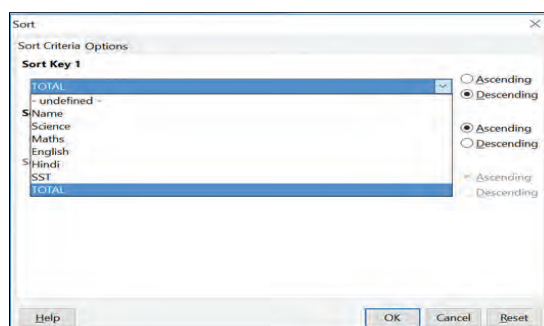 Sort
Sort Criteria Options
Sort Key 1
TOTAL
Ascending
Descending
- undefined -
Name
Science
Maths
English
Hindi
SST
TOTAL
Ascending
Descending
Ascending
Descending
Help OK Cancel Reset